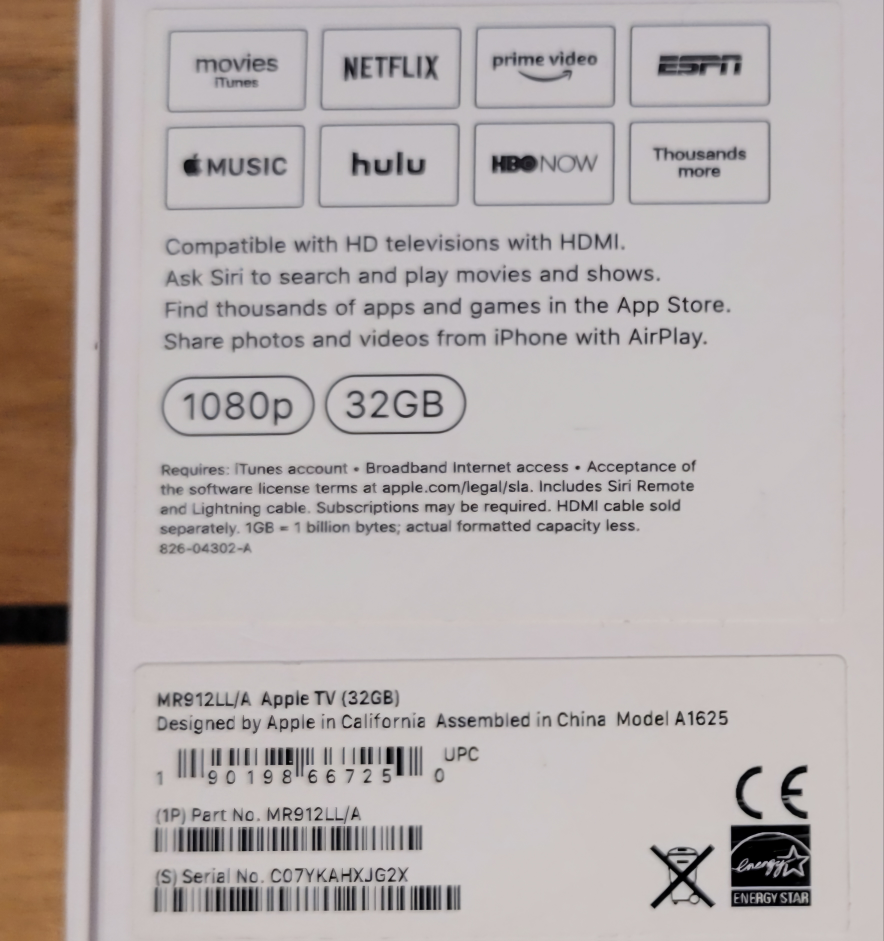 movies
iTunes
NETFLIX
prime video
ESPN
MUSIC
hulu
HBO NOW
Thousands
more
Compatible with HD televisions with HDMI.
Ask Siri to search and play movies and shows.
Find thousands of apps and games in the App Store.
Share photos and videos from iPhone with AirPlay.
1080p 32GB
Requires: iTunes account • Broadband Internet access • Acceptance of
the software license terms at apple.com/legal/sla. Includes Siri Remote
and Lightning cable. Subscriptions may be required. HDMI cable sold
separately. 1GB = 1 billion bytes; actual formatted capacity less.
826-04302-A
MR912LL/A Apple TV (32GB)
Designed by Apple in California Assembled in China Model A1625
UPC
1 90198 66725 0
(1P) Part No. MR912LL/A
(S) Serial No. C07YKAHXJG2X
CE
energy
ENERGY STAR